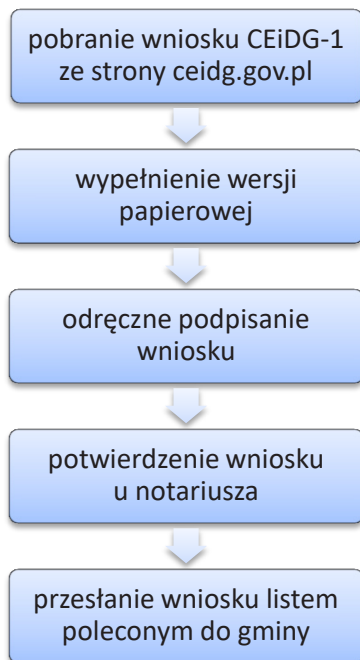 pobranie wniosku CEiDG-1
ze strony ceidg.gov.pl
wypełnienie wersji
papierowej
odręczne podpisanie
wniosku
potwierdzenie wniosku
u notariusza
przesłanie wniosku listem
poleconym do gminy